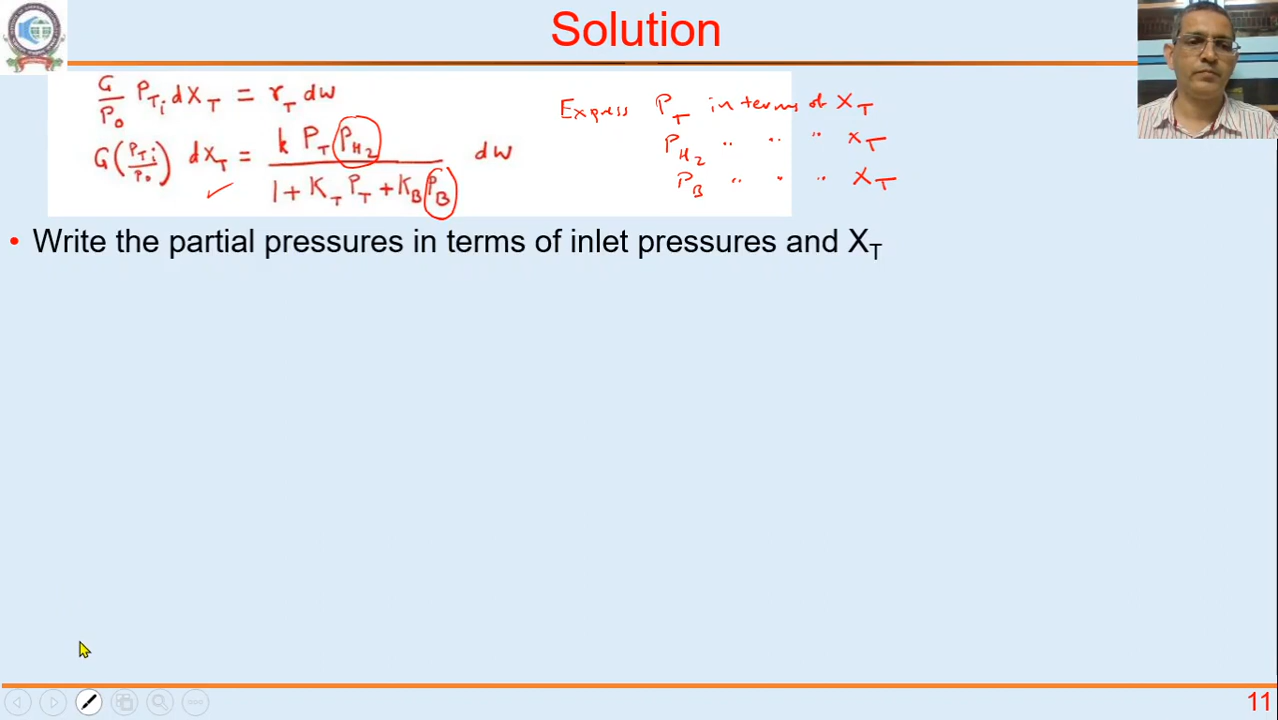 Solution
G/P₀ P_Ti dX_T = r_T dw
G(P_Ti/P₀) dX_T = k P_T P_H₂ / (1 + K_T P_T + K_B P_B) dw
Express P_T in terms of X_T
P_H₂ " " " X_T
P_B " " " X_T
• Write the partial pressures in terms of inlet pressures and X_T
11